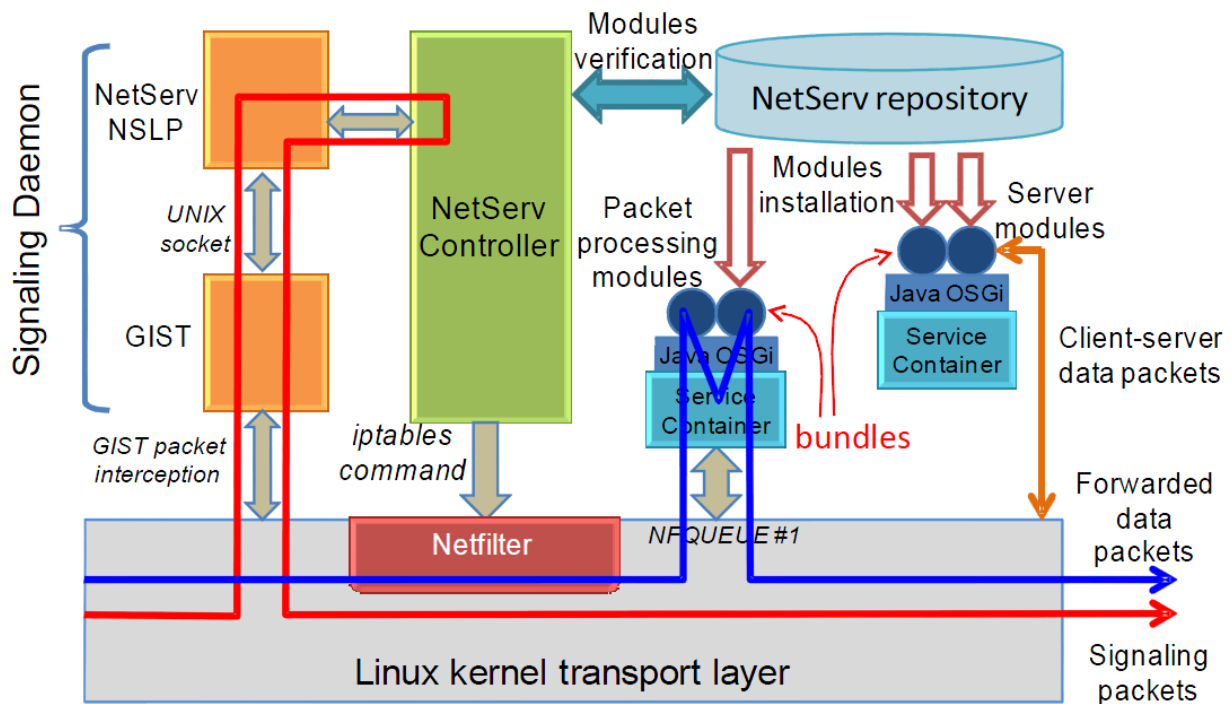 Signaling Daemon
NetServ
NSLP
UNIX
socket
GIST
GIST packet
interception
NetServ
Controller
iptables
command
Modules
verification
NetServ repository
Modules
installation
Packet
processing
modules
Server
modules
Java OSGi
Service
Container
Java OSGi
Service
Container
bundles
Client-server
data packets
Netfilter
NFQUEUE #1
Forwarded
data
packets
Linux kernel transport layer
Signaling
packets